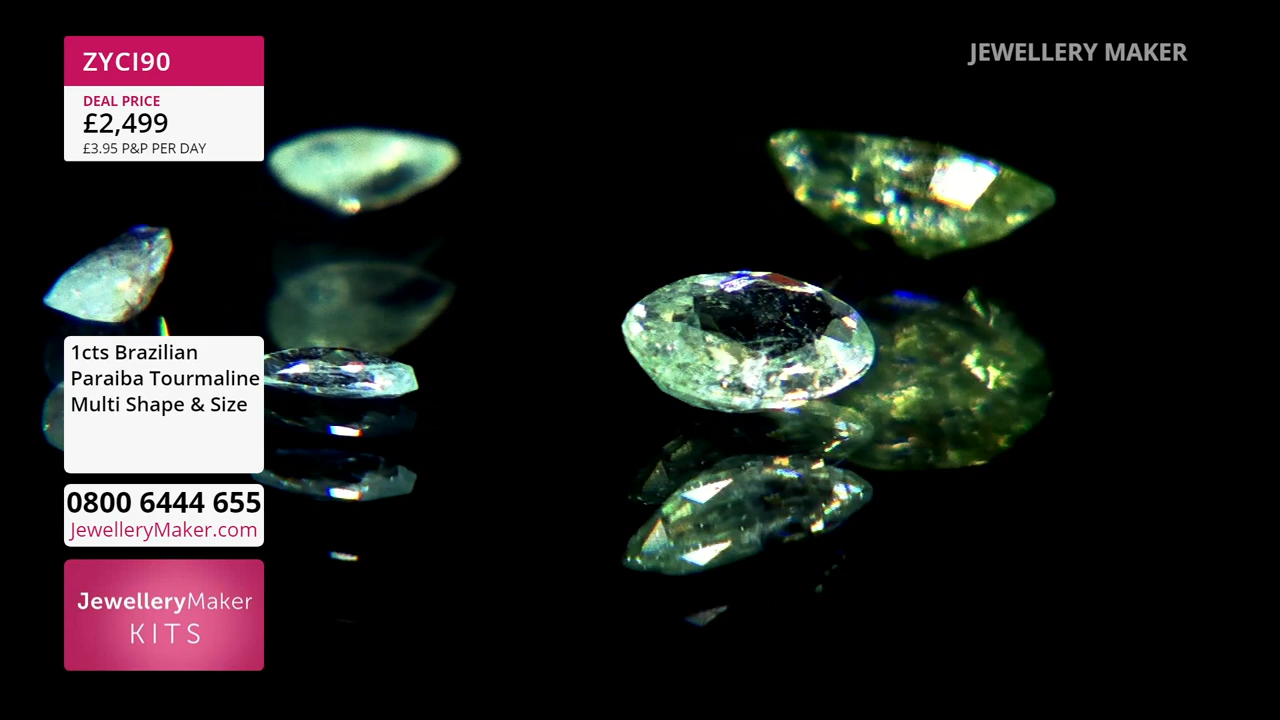 ZYCI90
DEAL PRICE
£2,499
£3.95 P&P PER DAY
JEWELLERY MAKER
1cts Brazilian
Paraiba Tourmaline
Multi Shape & Size
0800 6444 655
JewelleryMaker.com
JewelleryMaker
KITS